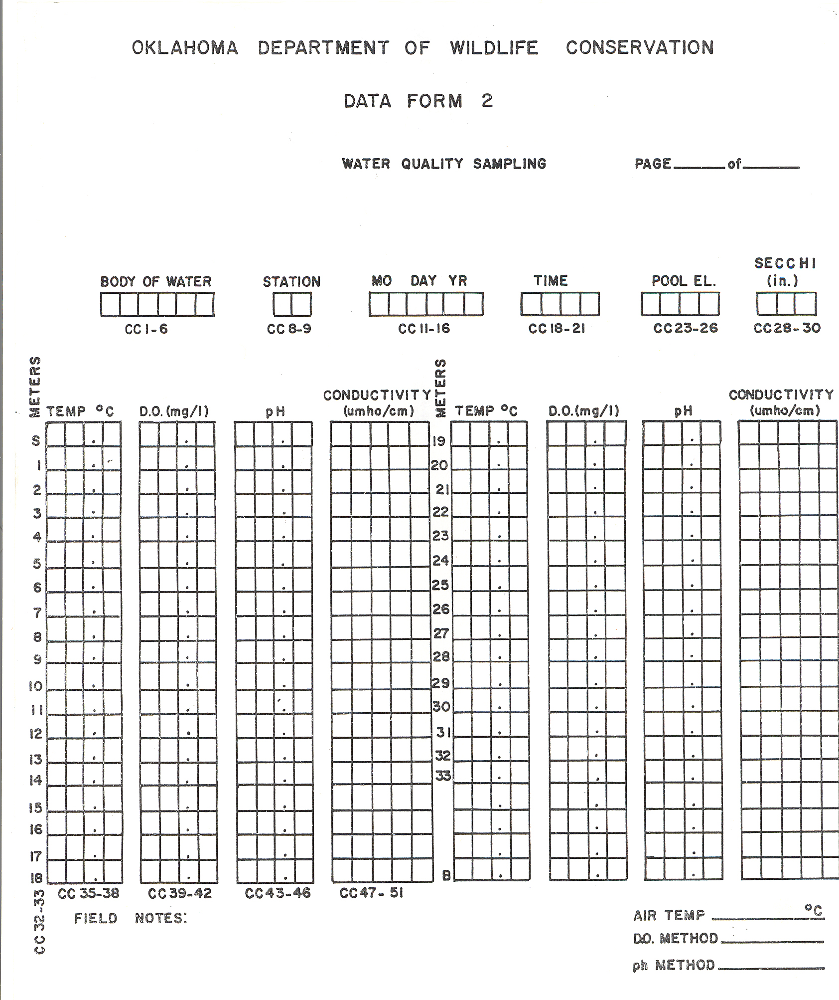 OKLAHOMA DEPARTMENT OF WILDLIFE CONSERVATION
DATA FORM 2
WATER QUALITY SAMPLING PAGE______of______
BODY OF WATER STATION MO DAY YR TIME POOL EL. SECCHI (in.)
CC 1-6 CC 8-9 CC 11-16 CC 18-21 CC 23-26 CC 28-30
METERS TEMP °C D.O. (mg/l) pH CONDUCTIVITY (umho/cm) METERS TEMP °C D.O. (mg/l) pH CONDUCTIVITY (umho/cm)
S . . . 19 . . .
1 . . . 20 . . .
2 . . . 21 . . .
3 . . . 22 . . .
4 . . . 23 . . .
5 . . . 24 . . .
6 . . . 25 . . .
7 . . . 26 . . .
8 . . . 27 . . .
9 . . . 28 . . .
10 . . . 29 . . .
11 . . . 30 . . .
12 . . . 31 . . .
13 . . . 32 . . .
14 . . . 33 . . .
15 . . . . . .
16 . . . . . .
17 . . . . . .
18 . . . B . . .
CC 32-33 CC 35-38 CC 39-42 CC 43-46 CC 47-51
FIELD NOTES:
AIR TEMP ______ °C
D.O. METHOD______
ph METHOD______